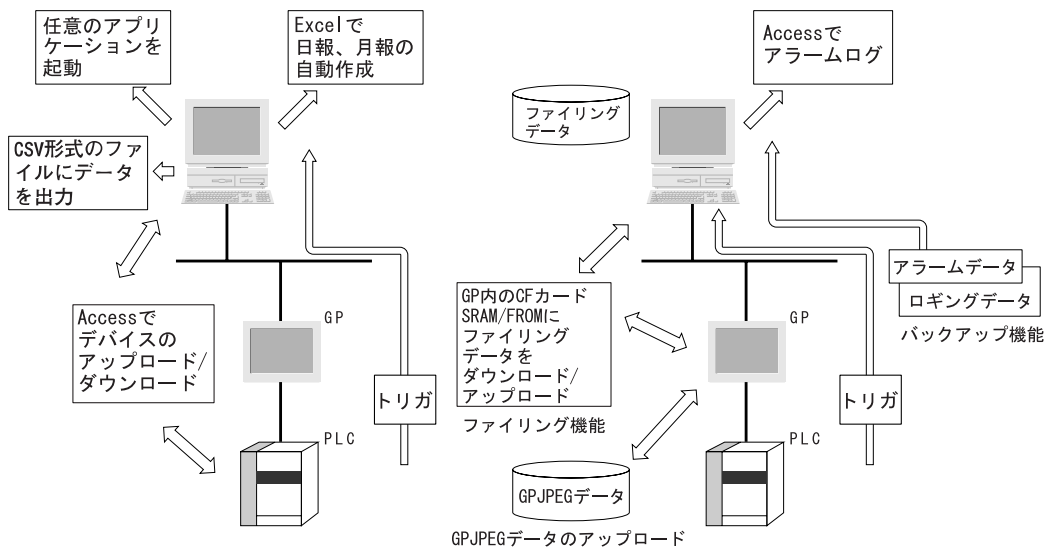 任意のアプリ
ケーションを
起動
Excelで
日報、月報の
自動作成
CSV形式のファ
イルにデータ
を出力
Accessで
デバイスの
アップロード/
ダウンロード
GP
トリガ
PLC
Accessで
アラームログ
ファイリング
データ
アラームデータ
ロギングデータ
バックアップ機能
GP内のCFカード
SRAM/FROMに
ファイリング
データを
ダウンロード/
アップロード
ファイリング機能
GP
トリガ
PLC
GPJPEGデータ
GPJPEGデータのアップロード